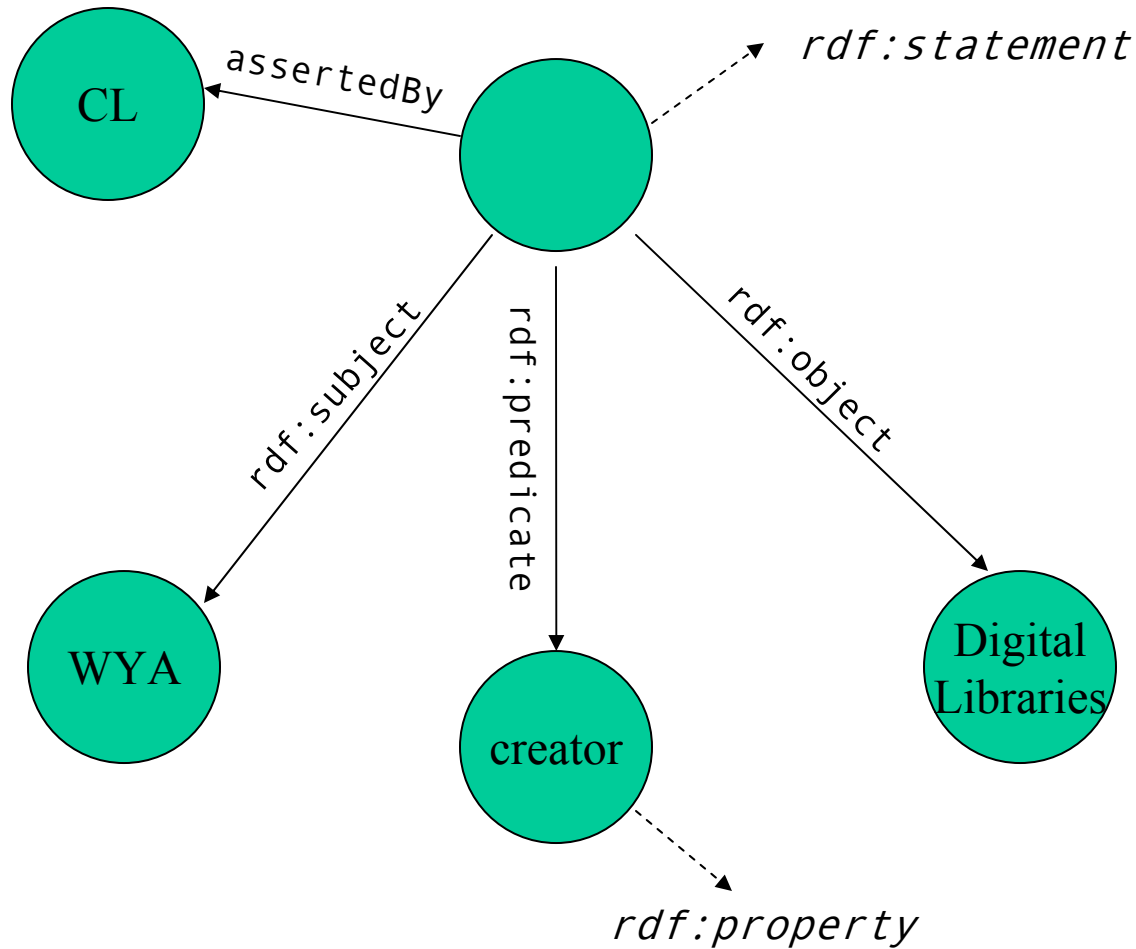 rdf:statement
assertedBy
CL
rdf:subject
rdf:predicate
rdf:object
WYA
creator
Digital
Libraries
rdf:property